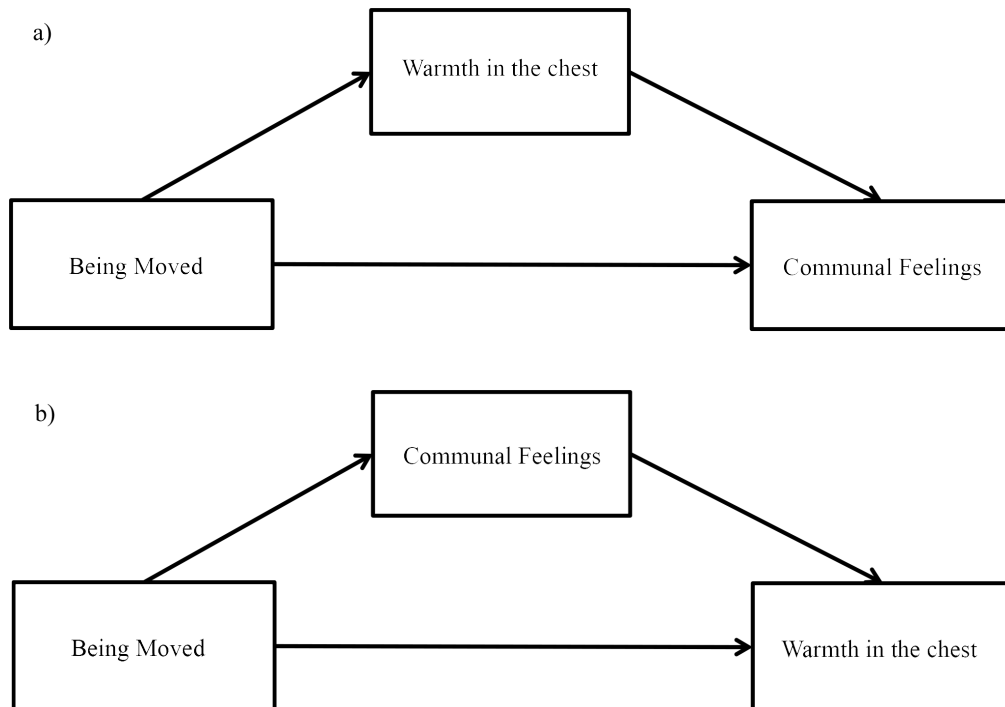 a)
Warmth in the chest
Being Moved
Communal Feelings
b)
Communal Feelings
Being Moved
Warmth in the chest